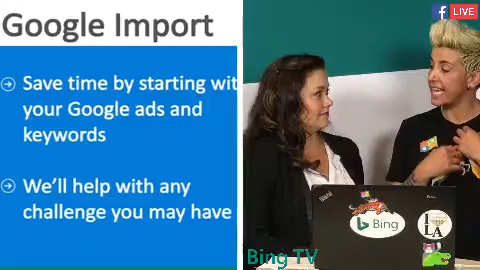 Google Import
LIVE
Save time by starting wit
your Google ads and
keywords
We'll help with any
challenge you may have
Bing
I
LA
Bing TV